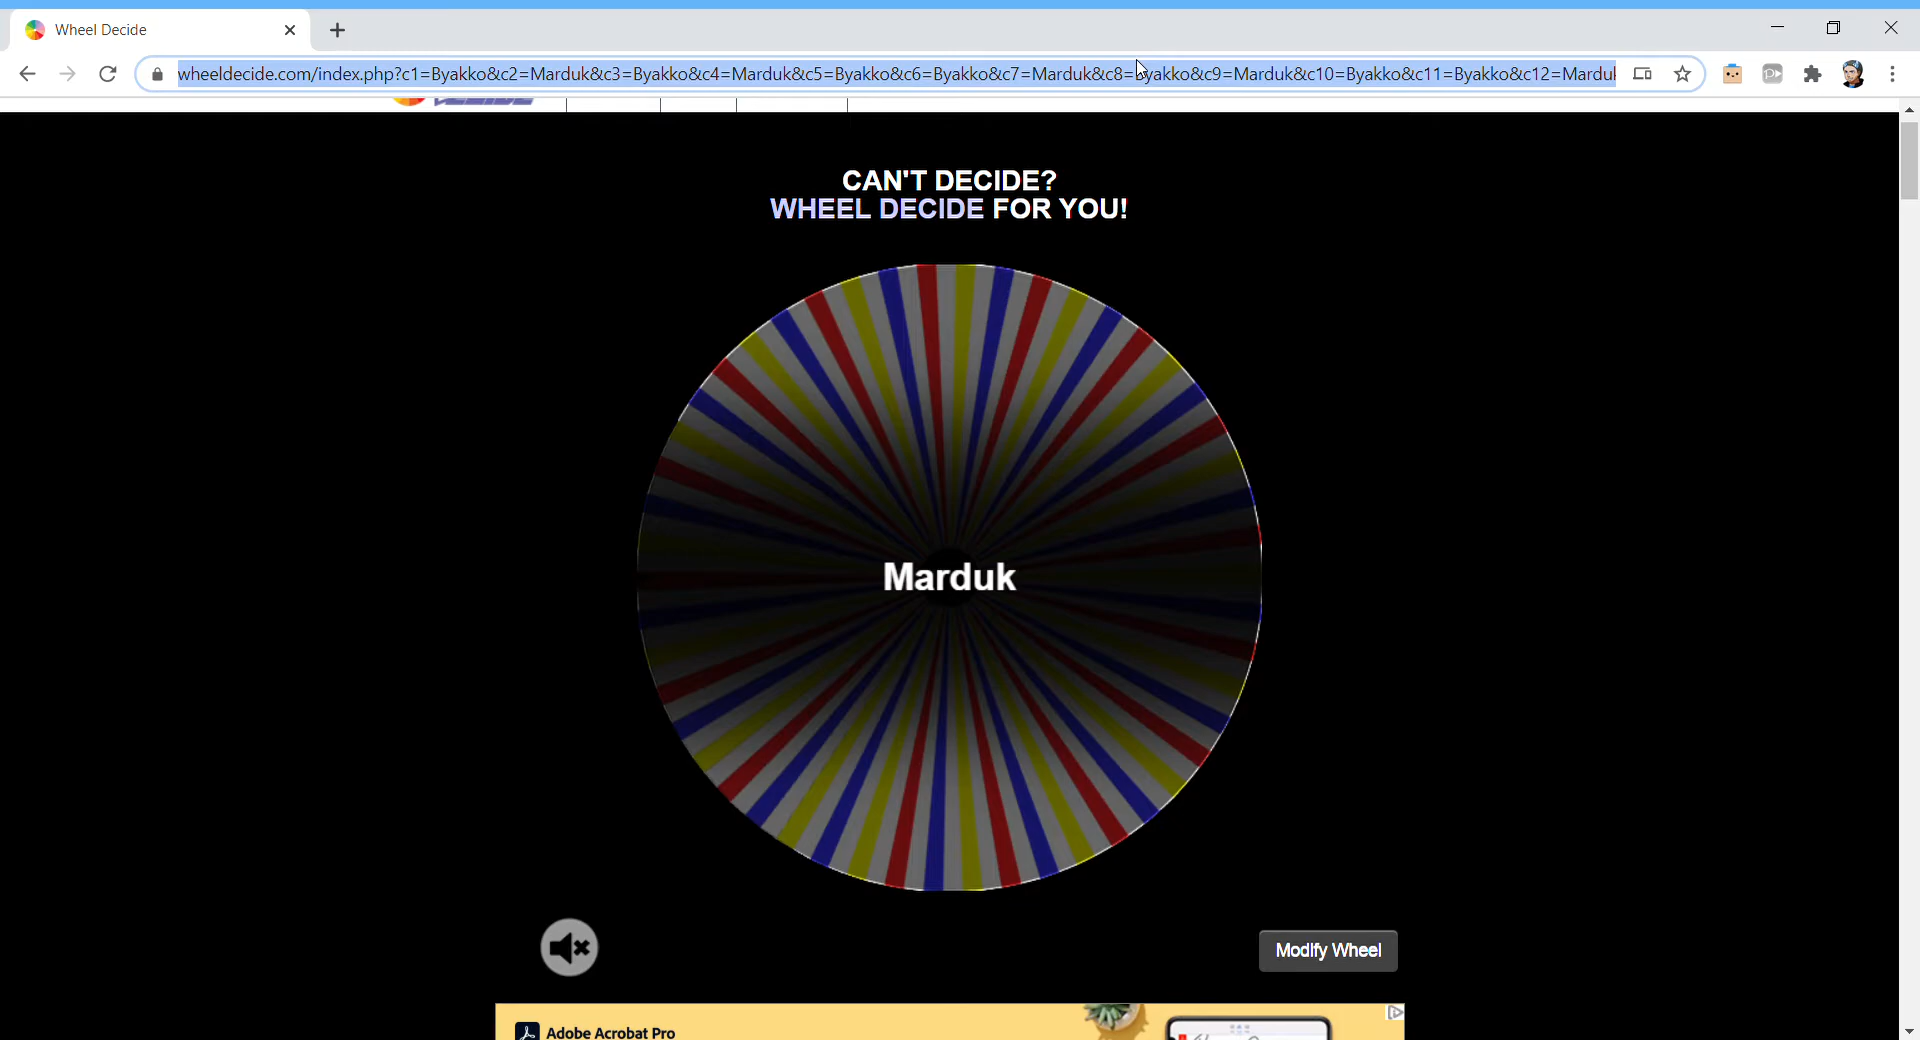 Wheel Decide
wheeldecide.com/index.php?c1=Byakko&c2=Marduk&c3=Byakko&c4=Marduk&c5=Byakko&c6=Byakko&c7=Marduk&c8=Byakko&c9=Marduk&c10=Byakko&c11=Byakko&c12=Marduk
CAN'T DECIDE?
WHEEL DECIDE FOR YOU!
Marduk
Modify Wheel
Adobe Acrobat Pro